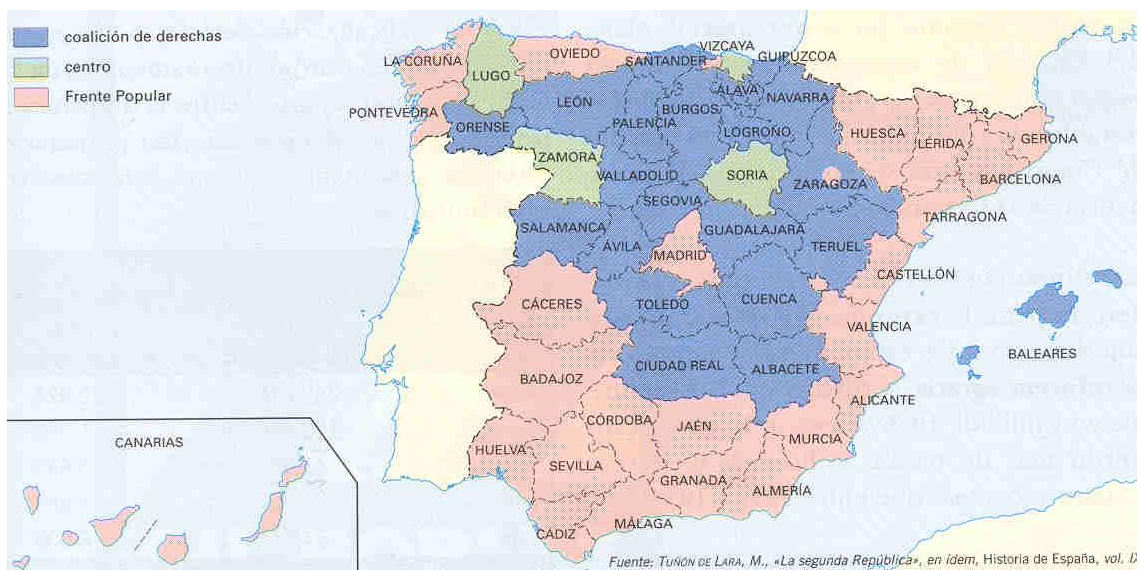 coalición de derechas
centro
Frente Popular
LA CORUÑA
LUGO
OVIEDO
SANTANDER
VIZCAYA
GUIPÚZCOA
ÁLAVA
NAVARRA
PONTEVEDRA
ORENSE
LEÓN
PALENCIA
BURGOS
LOGROÑO
HUESCA
LÉRIDA
GERONA
BARCELONA
TARRAGONA
ZAMORA
VALLADOLID
SORIA
ZARAGOZA
SEGOVIA
SALAMANCA
ÁVILA
GUADALAJARA
TERUEL
MADRID
CASTELLÓN
CÁCERES
TOLEDO
CUENCA
VALENCIA
BALEARES
BADAJOZ
CIUDAD REAL
ALBACETE
ALICANTE
CÓRDOBA
JAÉN
MURCIA
HUELVA
SEVILLA
GRANADA
ALMERÍA
MÁLAGA
CÁDIZ
CANARIAS
Fuente: TUÑÓN DE LARA, M., «La segunda República», en ídem, Historia de España, vol. IX